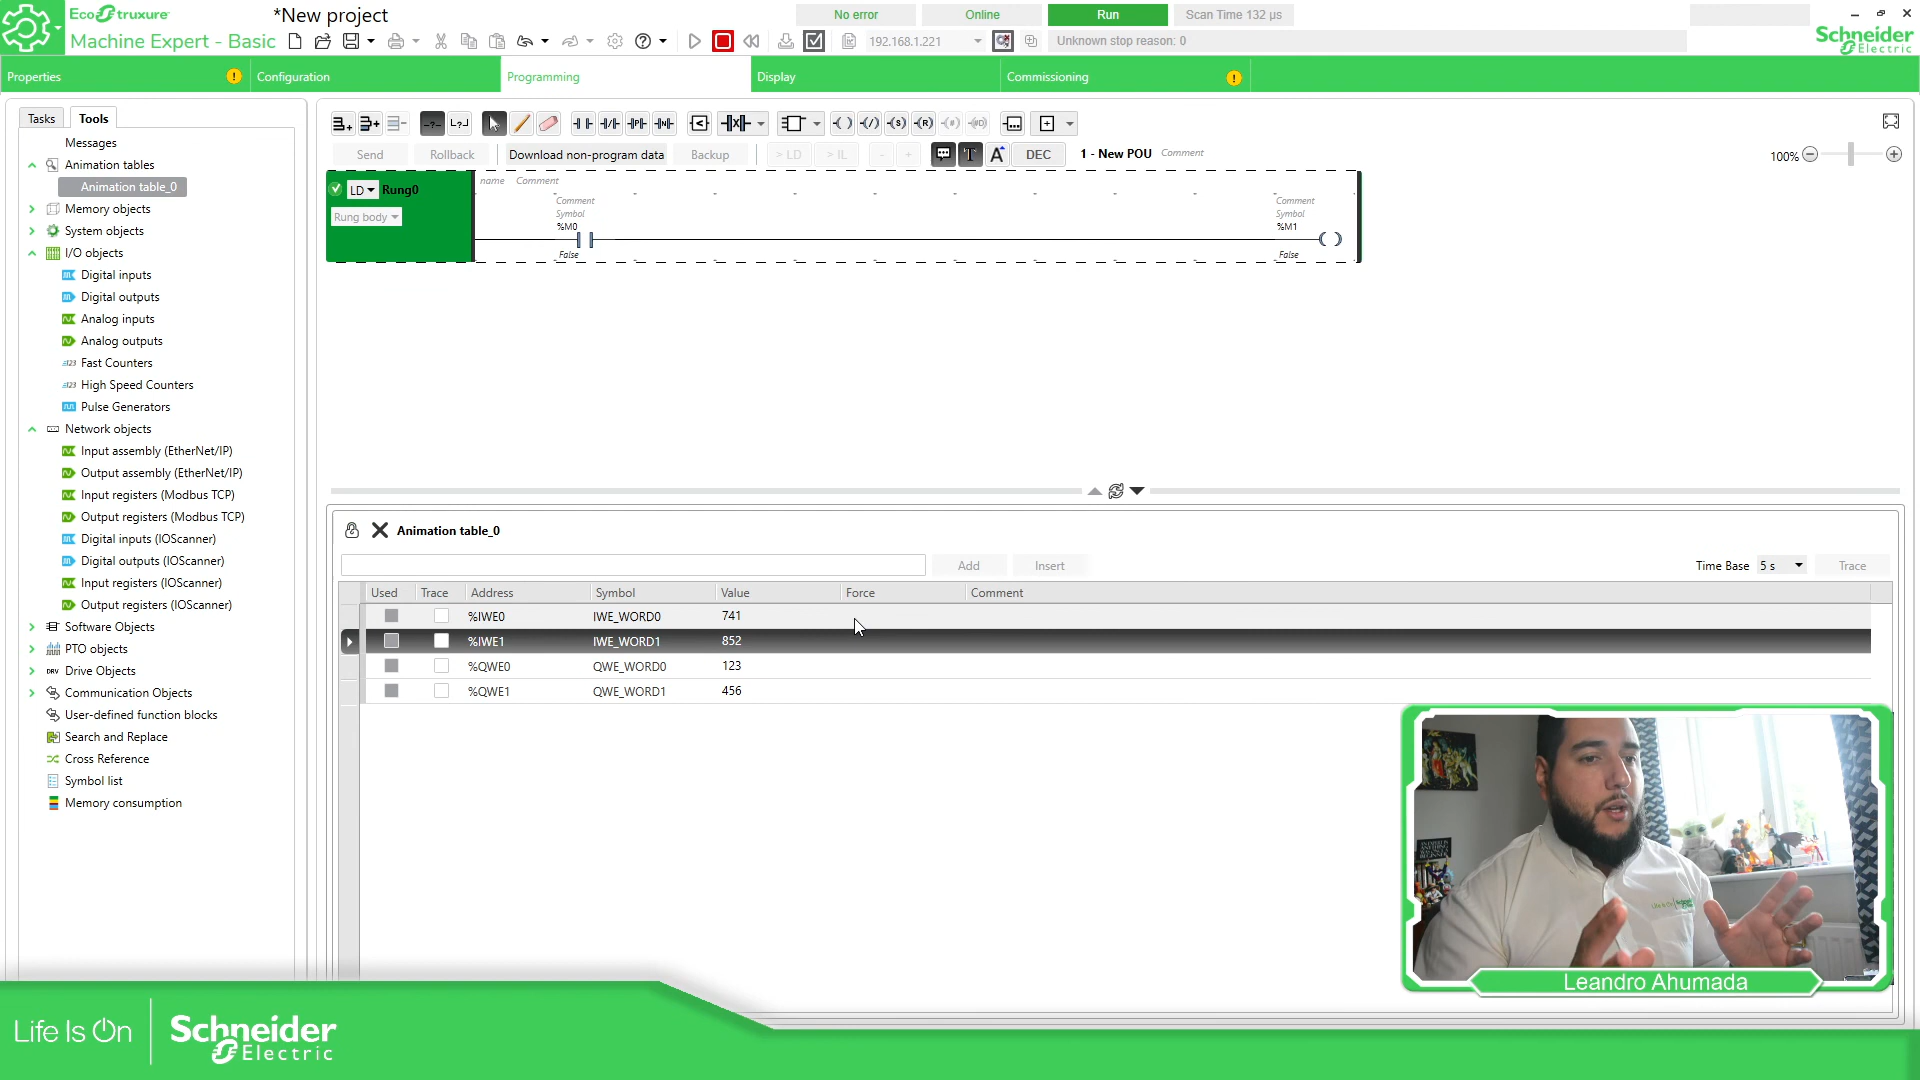 EcoStruxure
Machine Expert - Basic
*New project
No error
Online
Run
Scan Time 132 µs
192.168.1.221
Unknown stop reason: 0
Schneider
Electric
Properties
Configuration
Programming
Display
Commissioning
Tasks
Tools
Messages
Animation tables
Animation table_0
Memory objects
System objects
I/O objects
Digital inputs
Digital outputs
Analog inputs
Analog outputs
Fast Counters
High Speed Counters
Pulse Generators
Network objects
Input assembly (EtherNet/IP)
Output assembly (EtherNet/IP)
Input registers (Modbus TCP)
Output registers (Modbus TCP)
Digital inputs (IOScanner)
Digital outputs (IOScanner)
Input registers (IOScanner)
Output registers (IOScanner)
Software Objects
PTO objects
DRV Drive Objects
Communication Objects
User-defined function blocks
Search and Replace
Cross Reference
Symbol list
Memory consumption
Send
Rollback
Download non-program data
Backup
> LD
> IL
-
+
T
A
DEC
1 - New POU
Comment
100%
LD
Rung0
Rung body
name Comment
Comment
Symbol
%M0
False
Comment
Symbol
%M1
False
Animation table_0
Add
Insert
Time Base 5 s
Trace
Used Trace Address Symbol Value Force Comment
%IWE0 IWE_WORD0 741
%IWE1 IWE_WORD1 852
%QWE0 QWE_WORD0 123
%QWE1 QWE_WORD1 456
Leandro Ahumada
Life Is On
Schneider
Electric